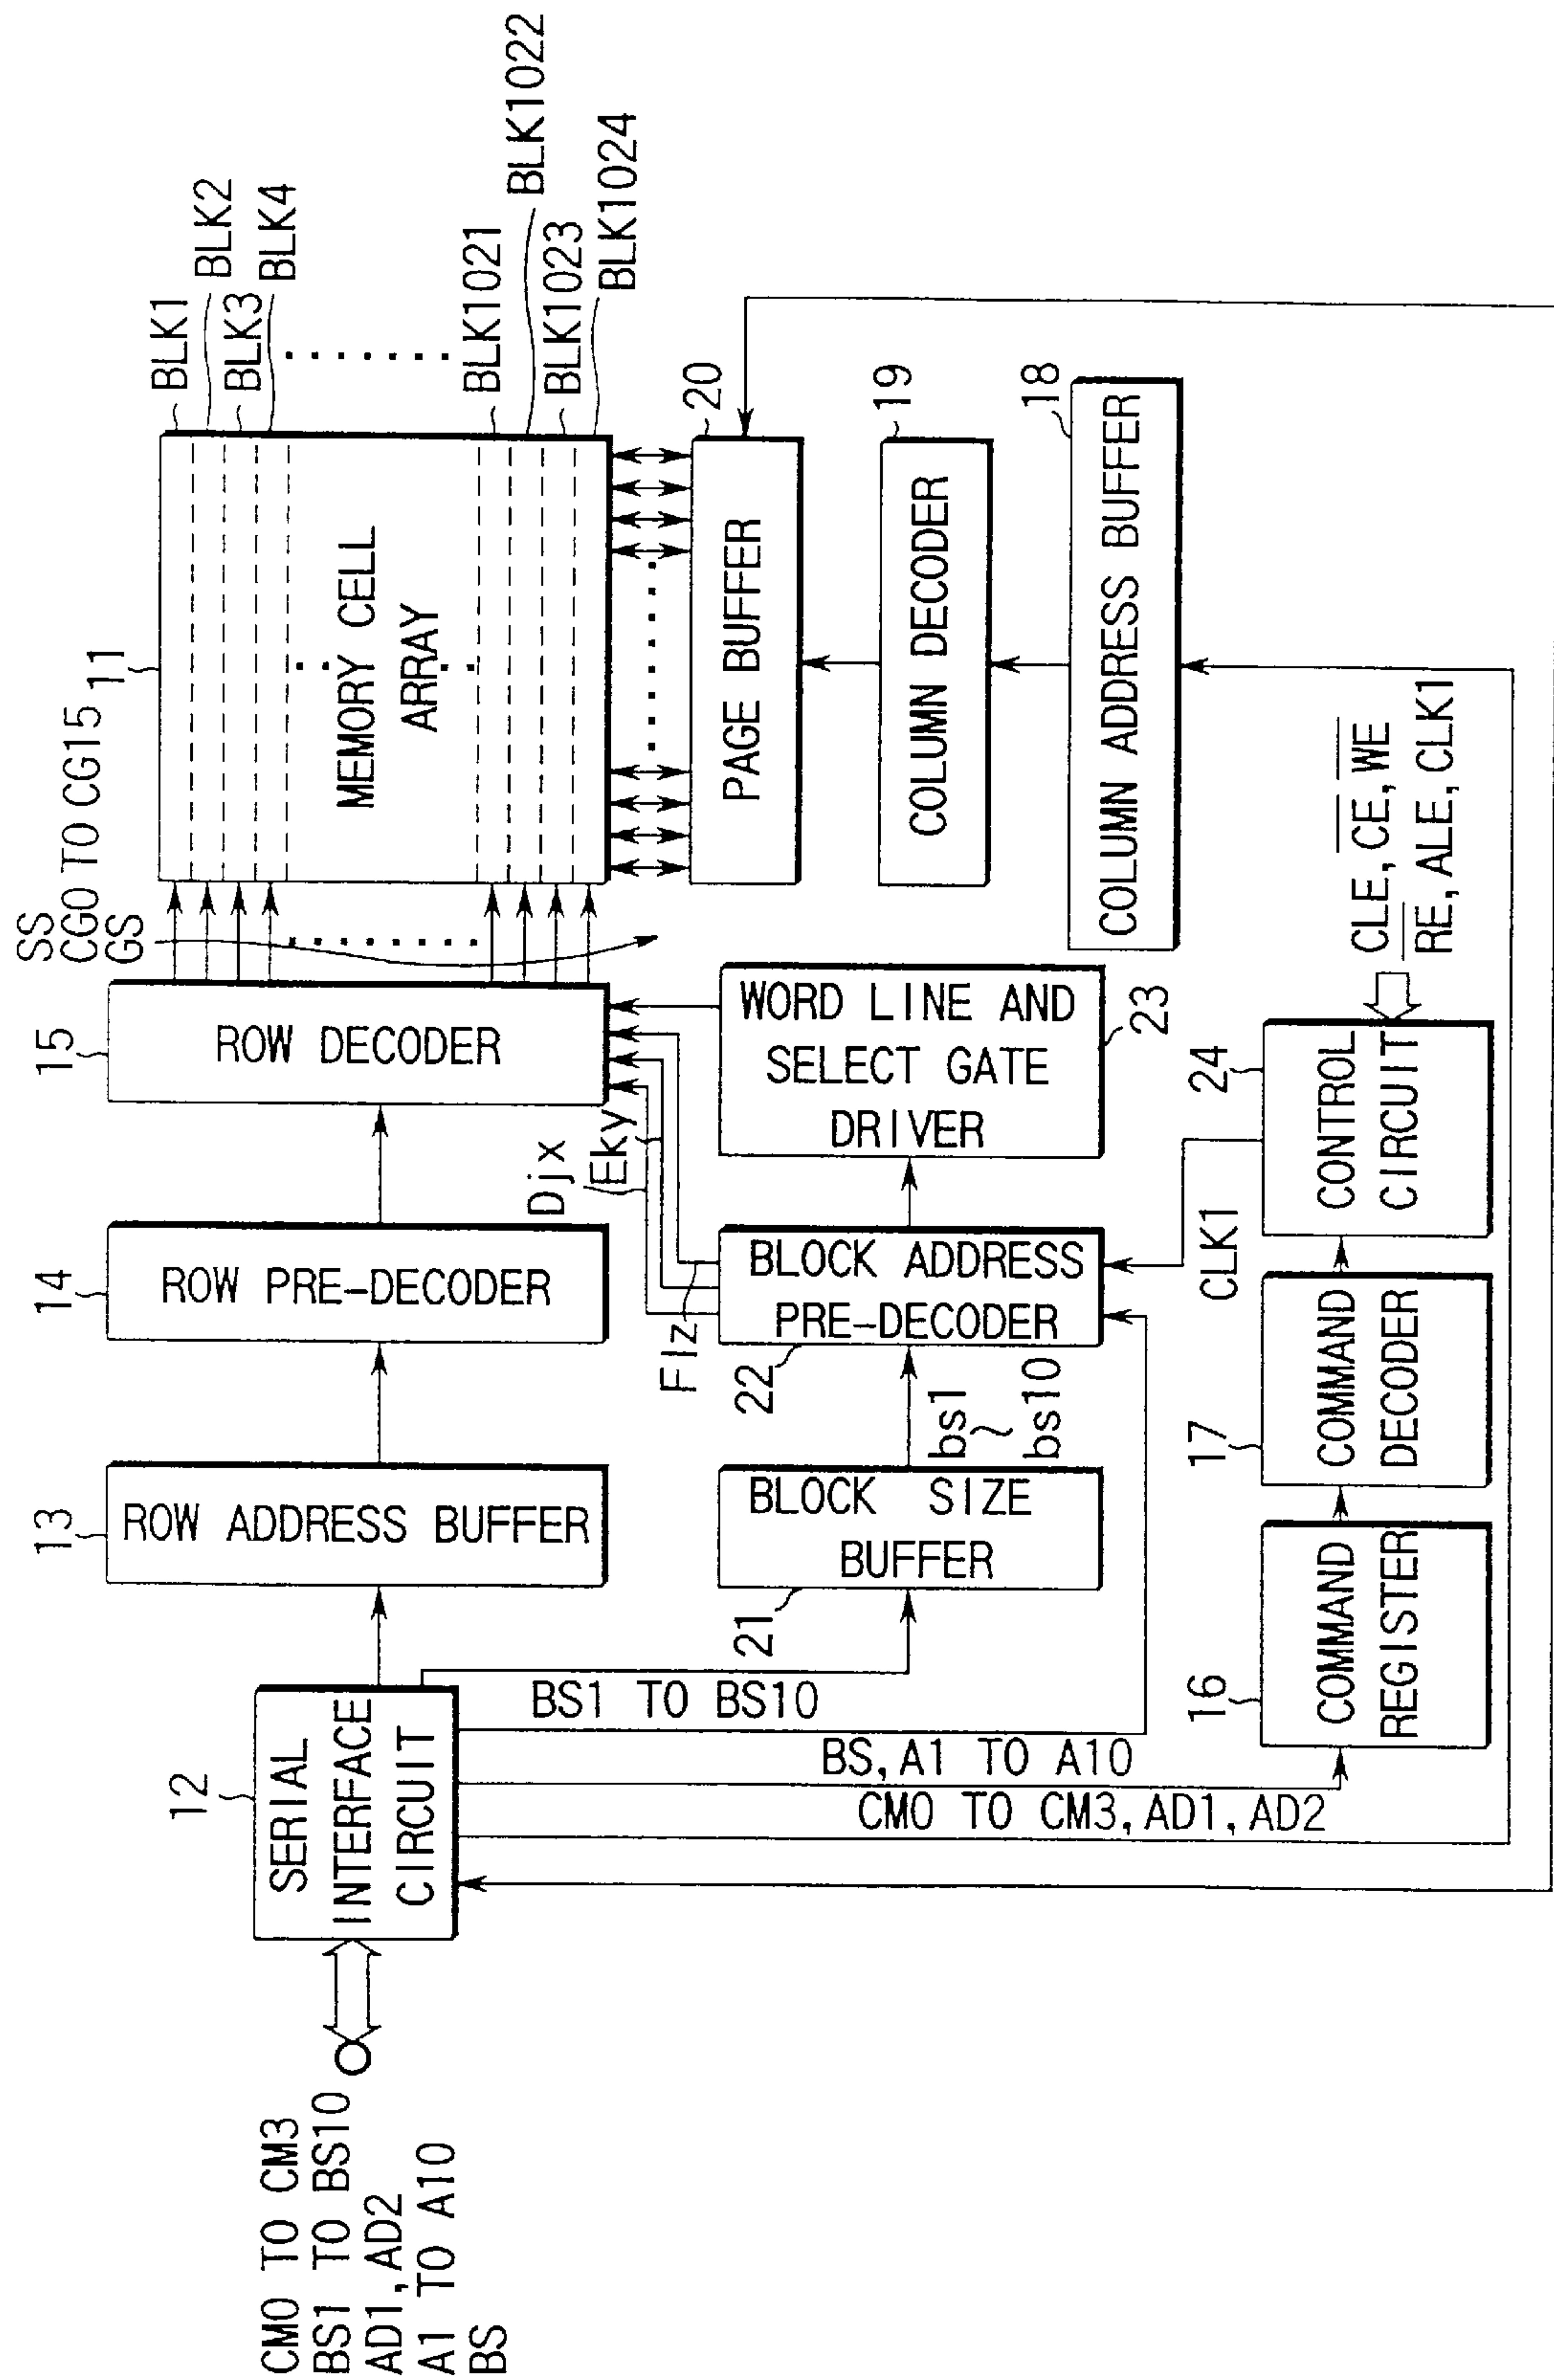 CM0 TO CM3
BS1 TO BS10
AD1, AD2
A1 TO A10
BS
12
SERIAL
INTERFACE
CIRCUIT
13
ROW ADDRESS BUFFER
14
ROW PRE-DECODER
15
ROW DECODER
SS
CG0 TO CG15
GS
11
MEMORY CELL
ARRAY
BLK1
BLK2
BLK3
BLK4
BLK1021
BLK1022
BLK1023
BLK1024
BS1 TO BS10
21
BLOCK SIZE
BUFFER
bs1
~
bs10
22
BLOCK ADDRESS
PRE-DECODER
Flz
Djx
Eky
WORD LINE AND
SELECT GATE
DRIVER
23
20
PAGE BUFFER
19
COLUMN DECODER
18
COLUMN ADDRESS BUFFER
BS, A1 TO A10
CM0 TO CM3, AD1, AD2
16
COMMAND
REGISTER
17
COMMAND
DECODER
CLK1
24
CONTROL
CIRCUIT
CLE, C̅E̅, W̅E̅
R̅E̅, ALE, CLK1